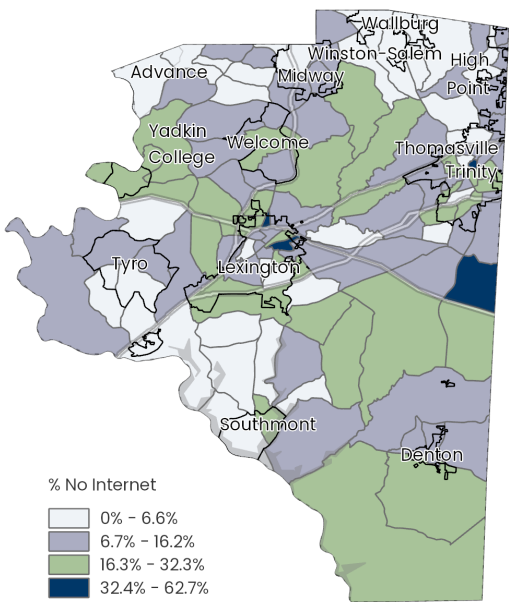 Wallburg
Winston-Salem
High
Point
Advance
Midway
Yadkin
College
Welcome
Thomasville
Trinity
Tyro
Lexington
Southmont
Denton
% No Internet
0% - 6.6%
6.7% - 16.2%
16.3% - 32.3%
32.4% - 62.7%